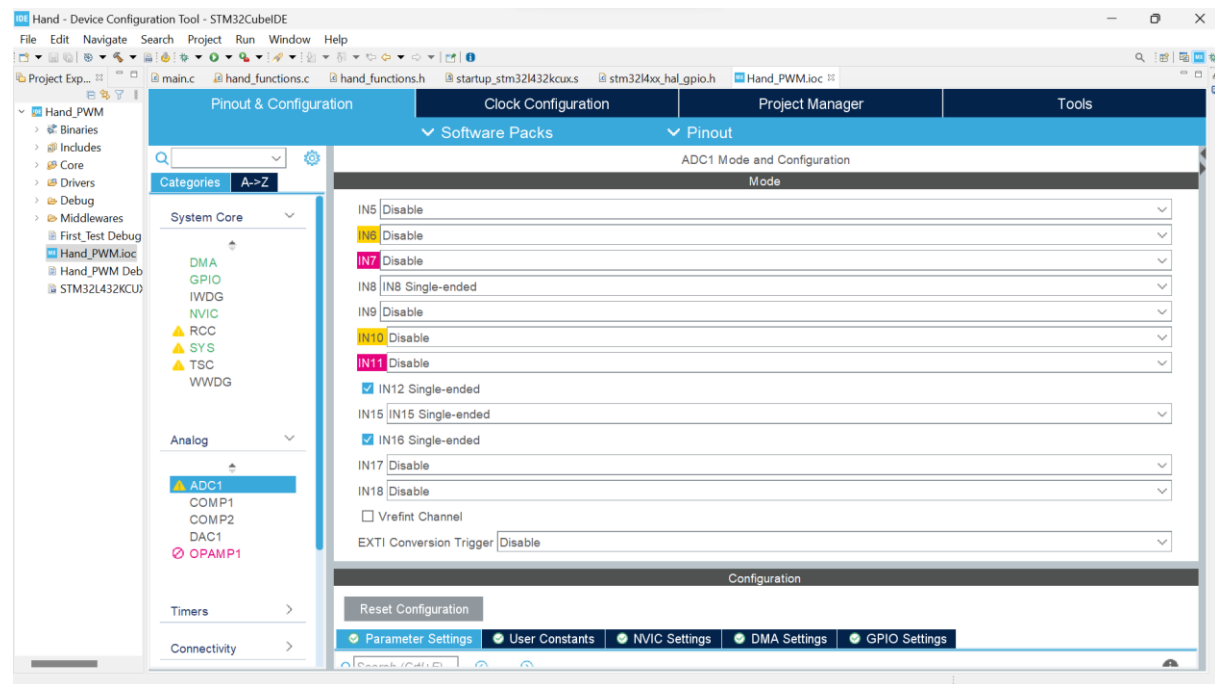 IDE Hand - Device Configuration Tool - STM32CubeIDE
File Edit Navigate Search Project Run Window Help
Project Exp... main.c hand_functions.c hand_functions.h startup_stm32l432kcux.s stm32l4xx_hal_gpio.h Hand_PWM.ioc
Hand_PWM
Binaries
Includes
Core
Drivers
Debug
Middlewares
First_Test Debug
Hand_PWM.ioc
Hand_PWM Deb
STM32L432KCUX
Pinout & Configuration Clock Configuration Project Manager Tools
Software Packs Pinout
Categories A->Z
System Core
DMA
GPIO
IWDG
NVIC
RCC
SYS
TSC
WWDG
Analog
ADC1
COMP1
COMP2
DAC1
OPAMP1
Timers
Connectivity
ADC1 Mode and Configuration
Mode
IN5 Disable
IN6 Disable
IN7 Disable
IN8 IN8 Single-ended
IN9 Disable
IN10 Disable
IN11 Disable
IN12 Single-ended
IN15 IN15 Single-ended
IN16 Single-ended
IN17 Disable
IN18 Disable
Vrefint Channel
EXTI Conversion Trigger Disable
Configuration
Reset Configuration
Parameter Settings User Constants NVIC Settings DMA Settings GPIO Settings